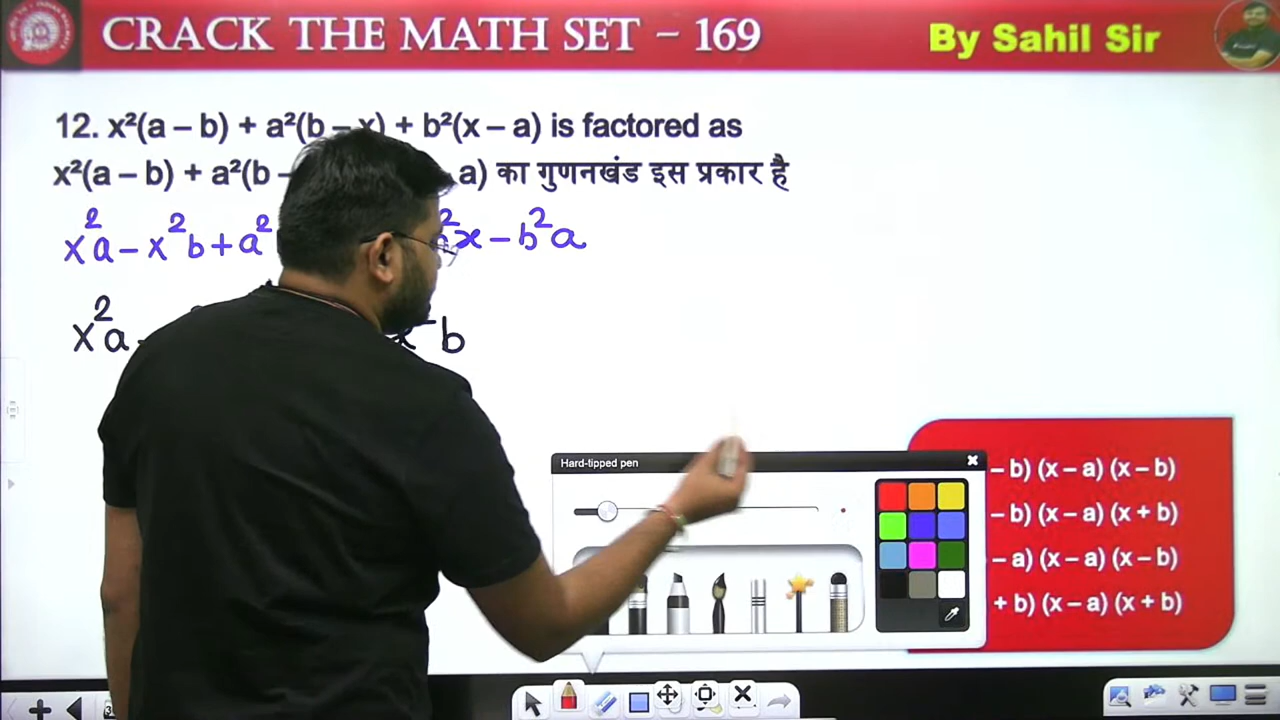 CRACK THE MATH SET – 169
By Sahil Sir
12. x²(a – b) + a²(b – x) + b²(x – a) is factored as
x²(a – b) + a²(b – a) का गुणनखंड इस प्रकार है
x²a – x²b + a² ²x – b²a
x²a b
Hard-tipped pen
– b) (x – a) (x – b)
– b) (x – a) (x + b)
– a) (x – a) (x – b)
+ b) (x – a) (x + b)